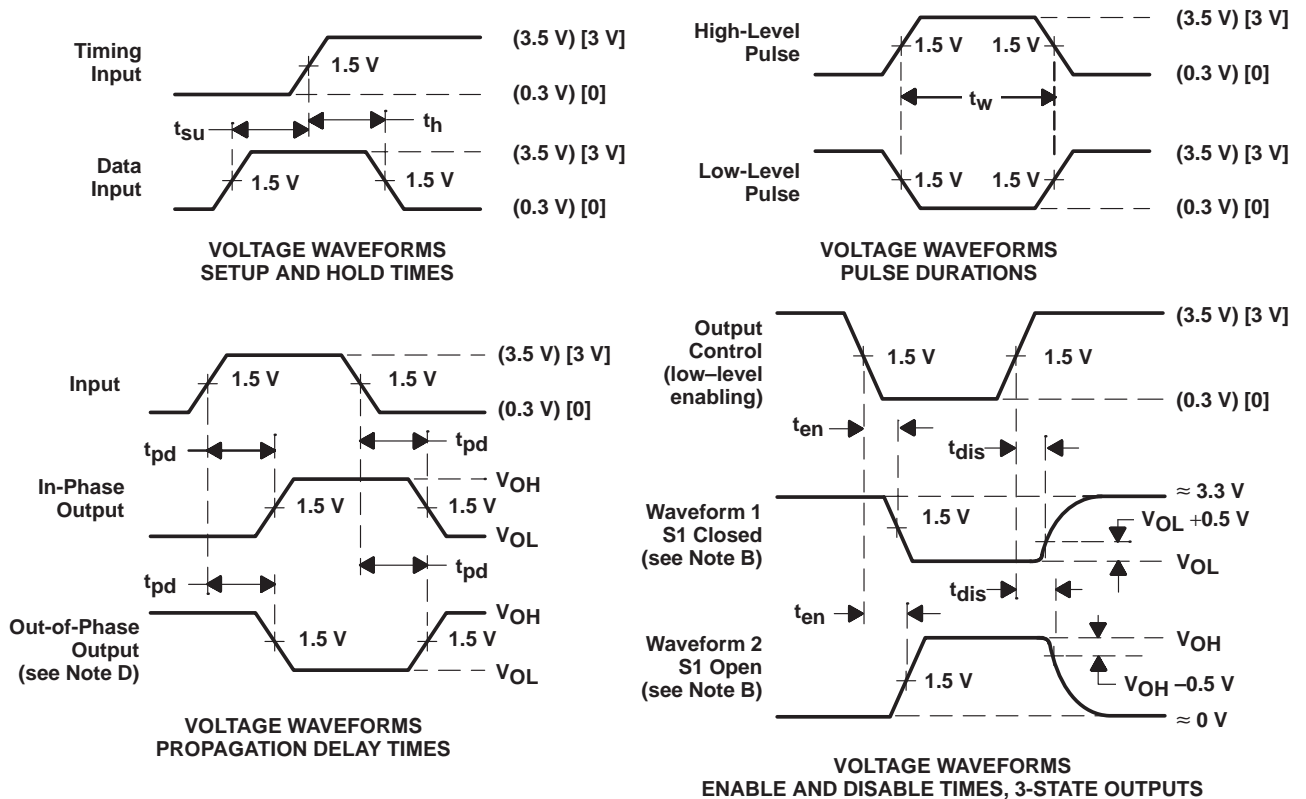 Timing
Input
1.5 V
(3.5 V) [3 V]
(0.3 V) [0]
tsu
th
Data
Input
1.5 V
1.5 V
(3.5 V) [3 V]
(0.3 V) [0]
VOLTAGE WAVEFORMS
SETUP AND HOLD TIMES
High-Level
Pulse
1.5 V
1.5 V
(3.5 V) [3 V]
(0.3 V) [0]
tw
Low-Level
Pulse
1.5 V
1.5 V
(3.5 V) [3 V]
(0.3 V) [0]
VOLTAGE WAVEFORMS
PULSE DURATIONS
Input
1.5 V
1.5 V
(3.5 V) [3 V]
(0.3 V) [0]
tpd
tpd
In-Phase
Output
1.5 V
1.5 V
VOH
VOL
tpd
tpd
Out-of-Phase
Output
(see Note D)
1.5 V
1.5 V
VOH
VOL
VOLTAGE WAVEFORMS
PROPAGATION DELAY TIMES
Output
Control
(low–level
enabling)
1.5 V
1.5 V
(3.5 V) [3 V]
(0.3 V) [0]
ten
tdis
Waveform 1
S1 Closed
(see Note B)
1.5 V
≈ 3.3 V
VOL +0.5 V
VOL
ten
tdis
Waveform 2
S1 Open
(see Note B)
1.5 V
VOH
VOH –0.5 V
≈ 0 V
VOLTAGE WAVEFORMS
ENABLE AND DISABLE TIMES, 3-STATE OUTPUTS